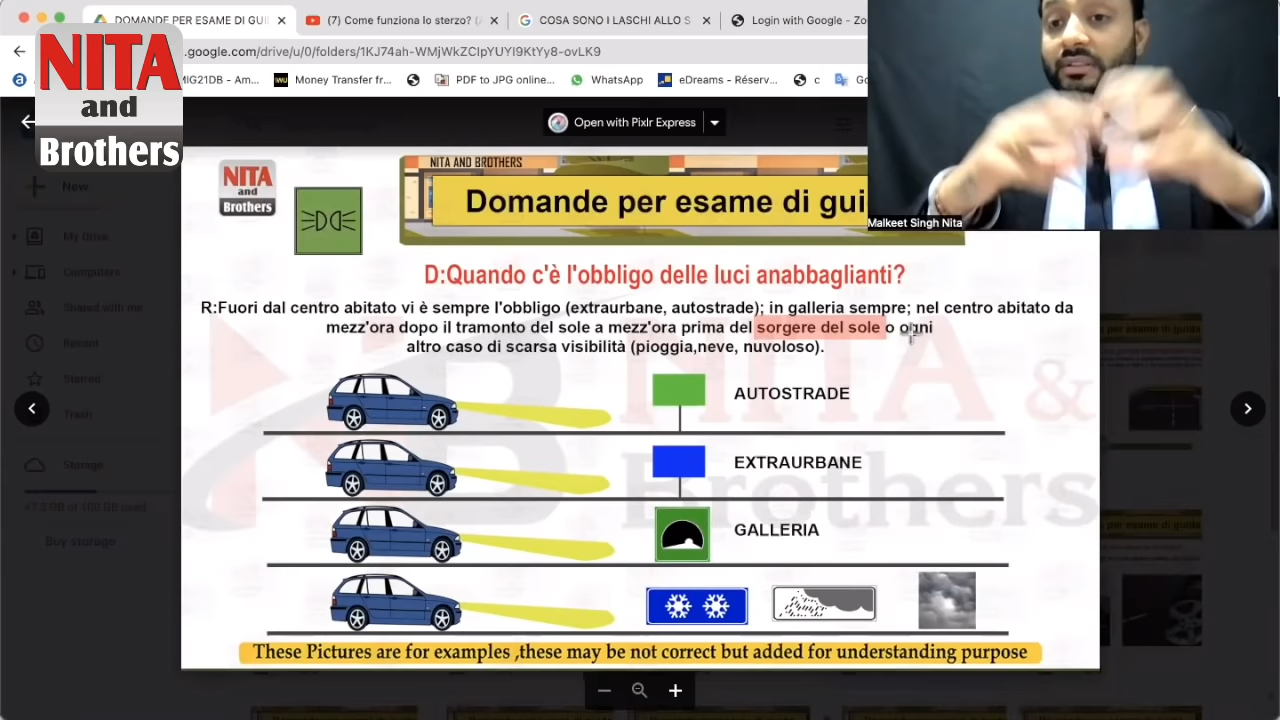 DOMANDE PER ESAME DI GUI
(7) Come funziona lo sterzo? (
COSA SONO I LASCHI ALLO S
Login with Google - Zo
.google.com/drive/u/0/folders/1KJ74ah-WMjWkZCIpYUYI9KtYy8-ovLK9
MIG21DB - Am...
Money Transfer fr...
PDF to JPG online...
WhatsApp
eDreams - Réserv...
c
NITA
and
Brothers
Open with Pixlr Express
New
My Drive
Computers
Shared with me
Recent
Starred
Trash
Storage
Buy storage
NITA
and
Brothers
NITA AND BROTHERS
Domande per esame di gui
Malkeet Singh Nita
D:Quando c'è l'obbligo delle luci anabbaglianti?
R:Fuori dal centro abitato vi è sempre l'obbligo (extraurbane, autostrade); in galleria sempre; nel centro abitato da
mezz'ora dopo il tramonto del sole a mezz'ora prima del sorgere del sole o ogni
altro caso di scarsa visibilità (pioggia,neve, nuvoloso).
AUTOSTRADE
EXTRAURBANE
GALLERIA
NITA &
Brothers
These Pictures are for examples ,these may be not correct but added for understanding purpose